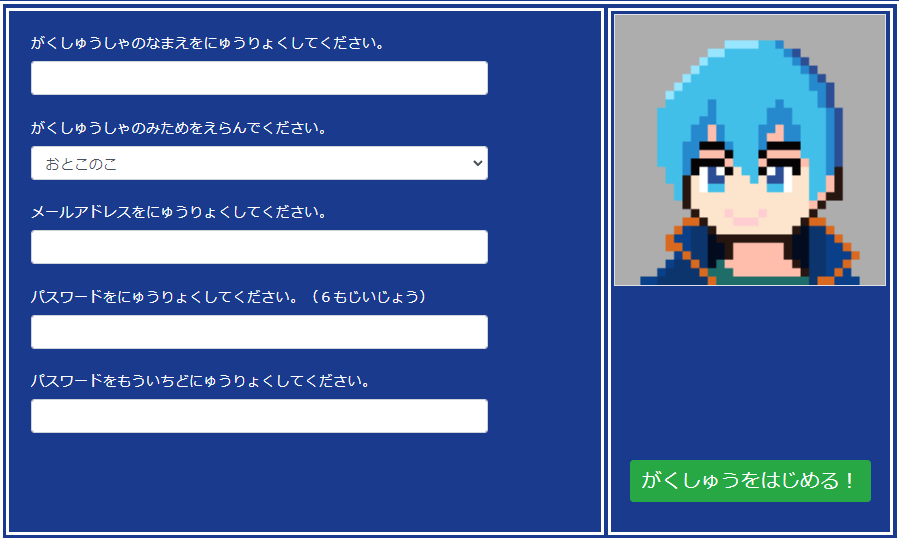 がくしゅうしゃのなまえをにゅうりょくしてください。
がくしゅうしゃのみためをえらんでください。
おとこのこ
メールアドレスをにゅうりょくしてください。
パスワードをにゅうりょくしてください。（６もじいじょう）
パスワードをもういちどにゅうりょくしてください。
がくしゅうをはじめる！